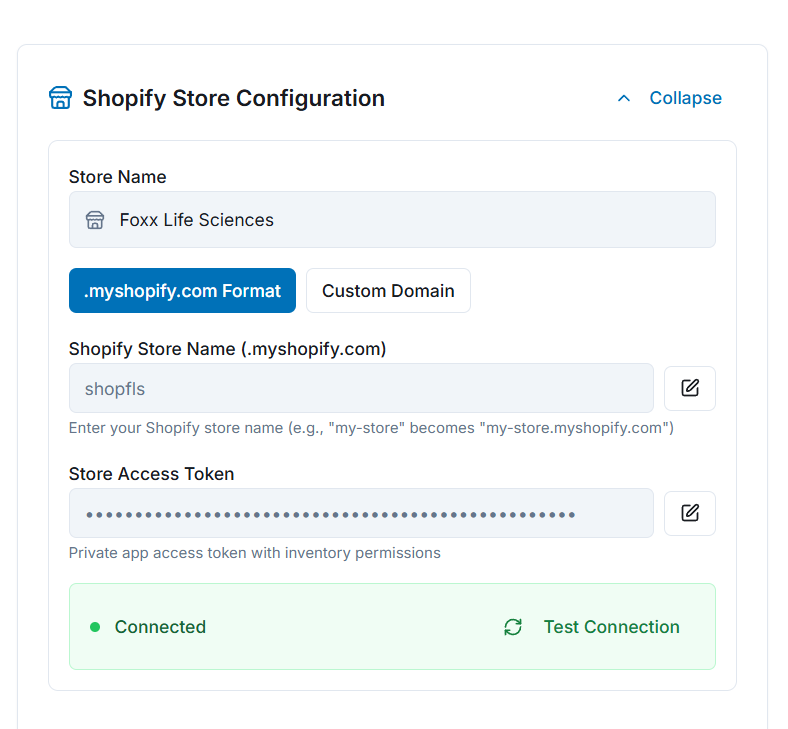 Shopify Store Configuration
Collapse
Store Name
Foxx Life Sciences
.myshopify.com Format
Custom Domain
Shopify Store Name (.myshopify.com)
shopfls
Enter your Shopify store name (e.g., "my-store" becomes "my-store.myshopify.com")
Store Access Token
••••••••••••••••••••••••••••••••••••••••••••••••••
Private app access token with inventory permissions
Connected
Test Connection